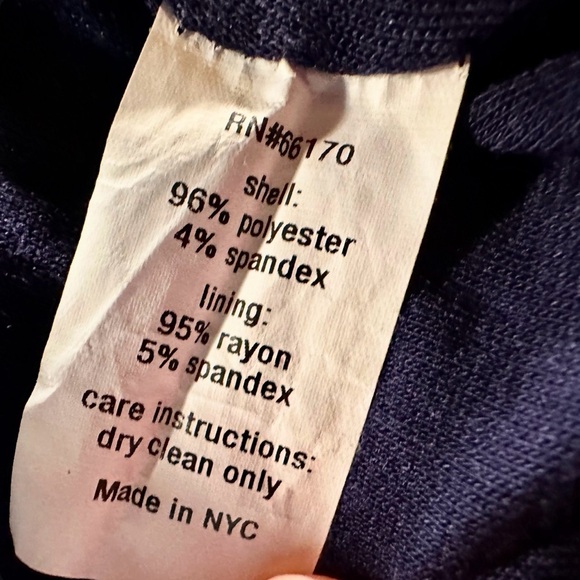 RN#66170
shell:
96% polyester
4% spandex
lining:
95% rayon
5% spandex
care instructions:
dry clean only
Made in NYC